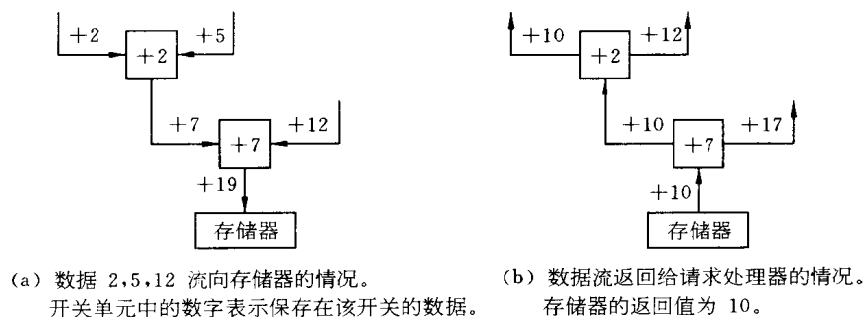 +2
+2
+5
+7
+7
+12
+19
存储器
(a) 数据 2,5,12 流向存储器的情况。
开关单元中的数字表示保存在该开关的数据。
+10
+2
+12
+10
+7
+17
+10
存储器
(b) 数据流返回给请求处理器的情况。
存储器的返回值为 10。